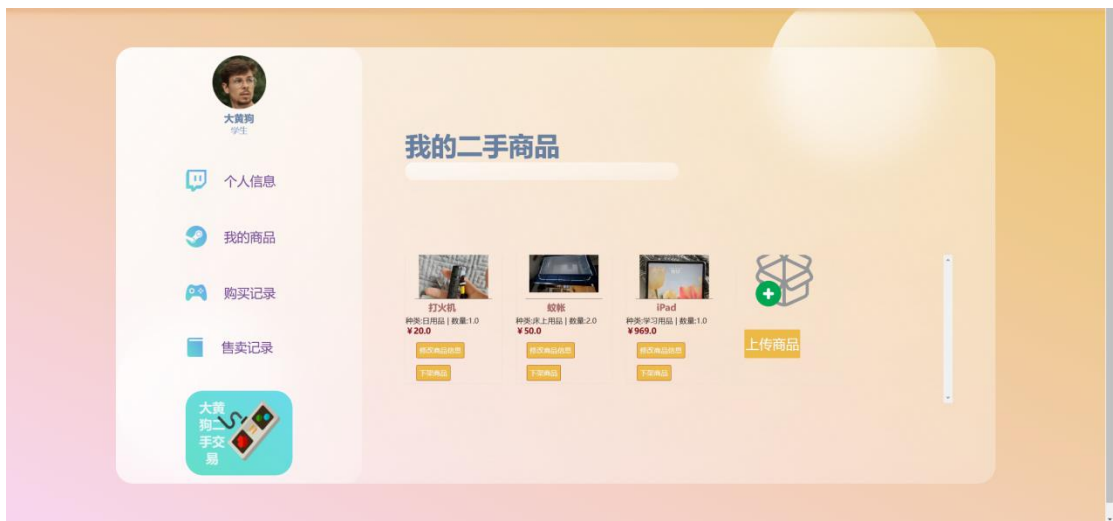 大黄狗
学生
个人信息
我的商品
购买记录
售卖记录
大黄
狗二
手交
易
我的二手商品
打火机
种类:日用品 | 数量:1.0
￥20.0
修改商品信息
下架商品
蚊帐
种类:床上用品 | 数量:2.0
￥50.0
修改商品信息
下架商品
iPad
种类:学习用品 | 数量:1.0
￥969.0
修改商品信息
下架商品
上传商品